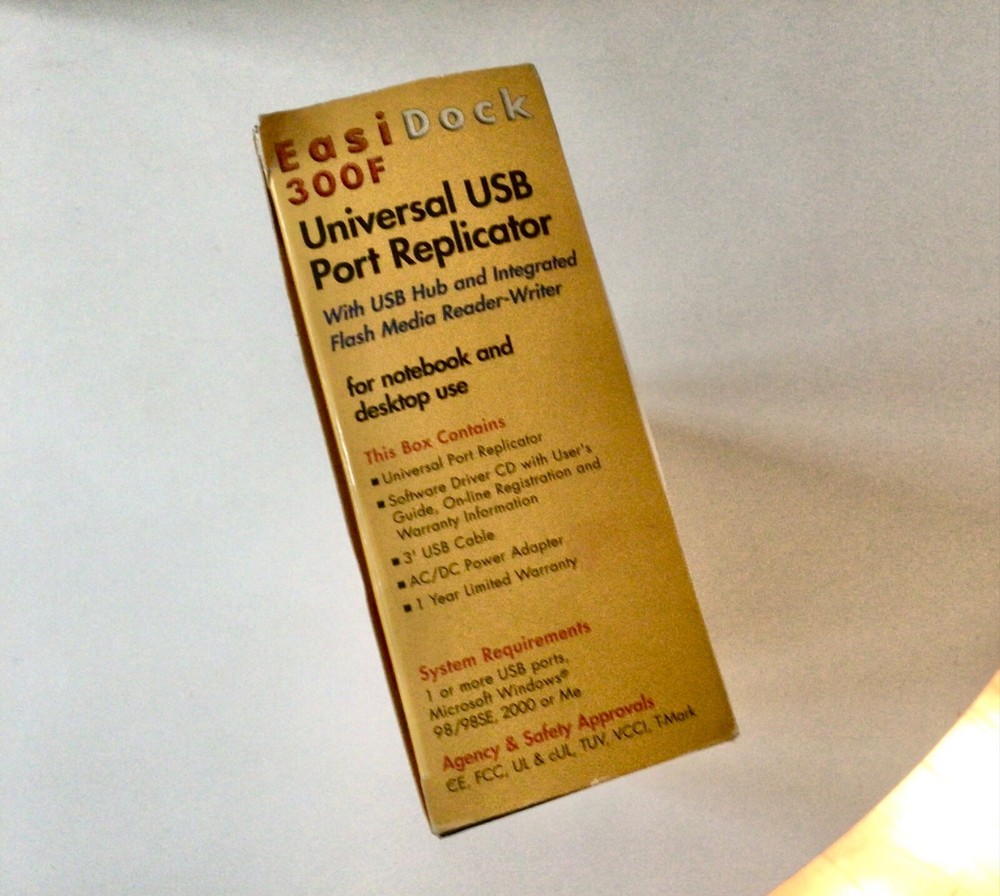 EasiDock
300F
Universal USB
Port Replicator
With USB Hub and Integrated
Flash Media Reader-Writer
for notebook and
desktop use
This Box Contains
▪ Universal Port Replicator
▪ Software Driver CD with User's
Guide, On-line Registration and
Warranty Information
▪ 3' USB Cable
▪ AC/DC Power Adapter
▪ 1 Year Limited Warranty
System Requirements
1 or more USB ports,
Microsoft Windows®
98/98SE, 2000 or Me
Agency & Safety Approvals
CE, FCC, UL & cUL, TUV, VCCI, T-Mark